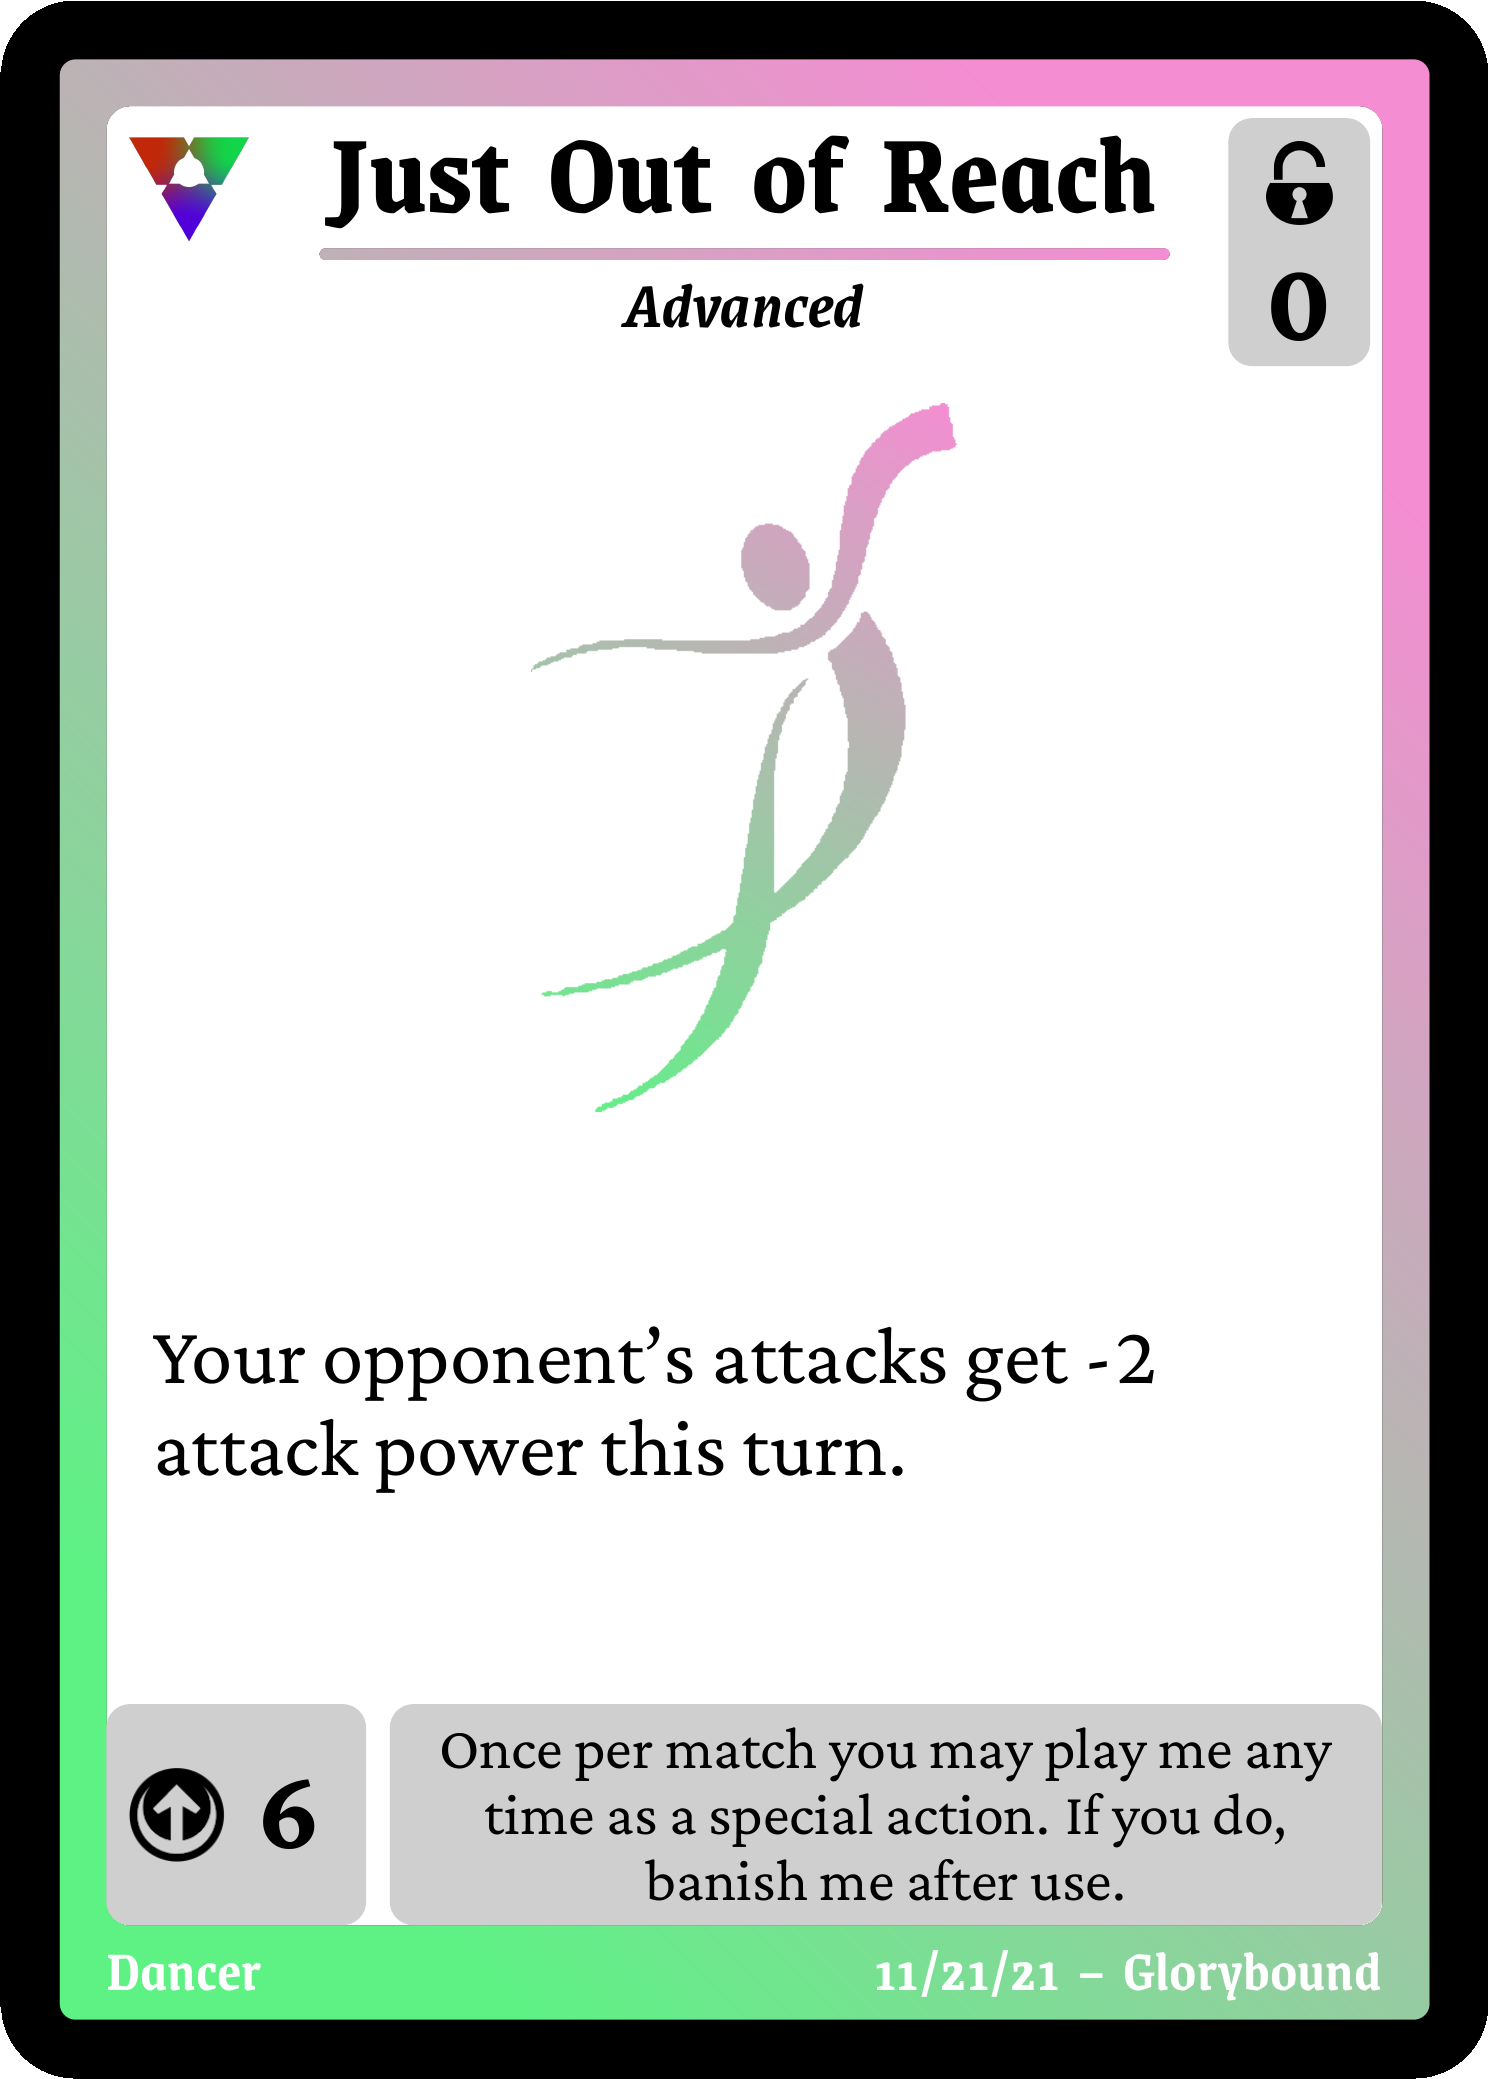 Just Out of Reach
0
Advanced
Your opponent’s attacks get -2
attack power this turn.
6
Once per match you may play me any
time as a special action. If you do,
banish me after use.
Dancer
11/21/21 – Glorybound